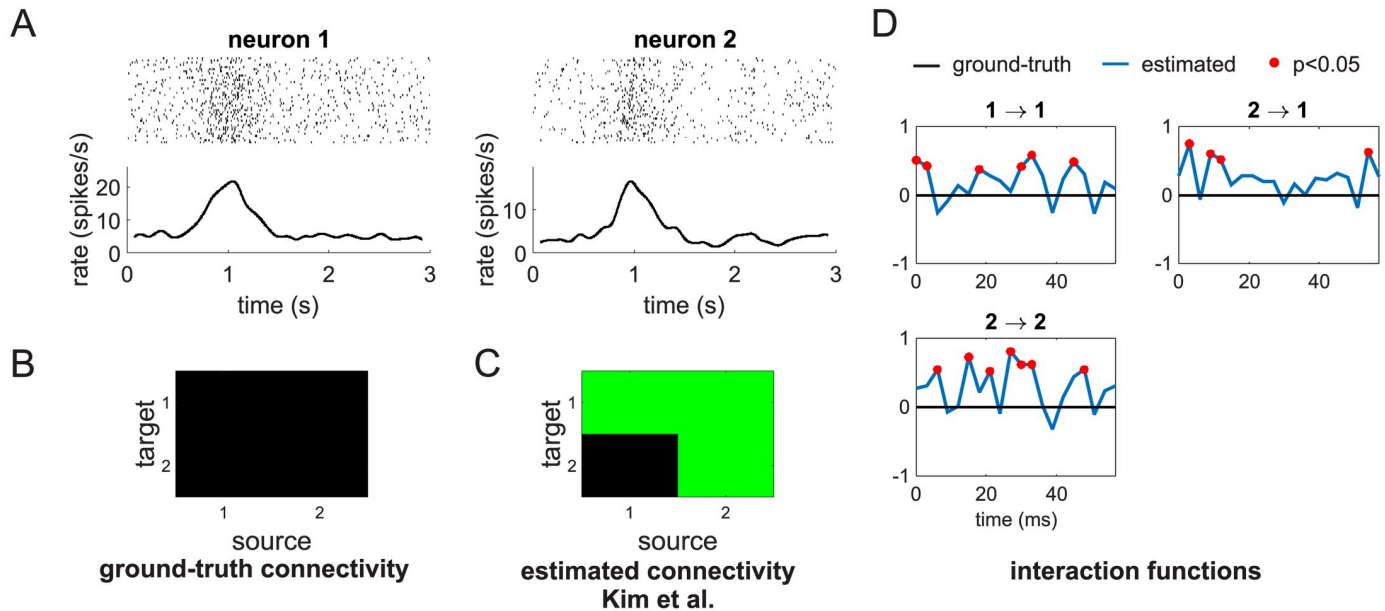 A
neuron 1
rate (spikes/s)
20
10
0
0 1 2 3
time (s)
neuron 2
rate (spikes/s)
10
0
0 1 2 3
time (s)
B
target
1
2
1 2
source
ground-truth connectivity
C
target
1
2
1 2
source
estimated connectivity
Kim et al.
D
ground-truth estimated p<0.05
1 → 1
1
0
-1
0 20 40
2 → 1
1
0
-1
0 20 40
2 → 2
1
0
-1
0 20 40
time (ms)
interaction functions